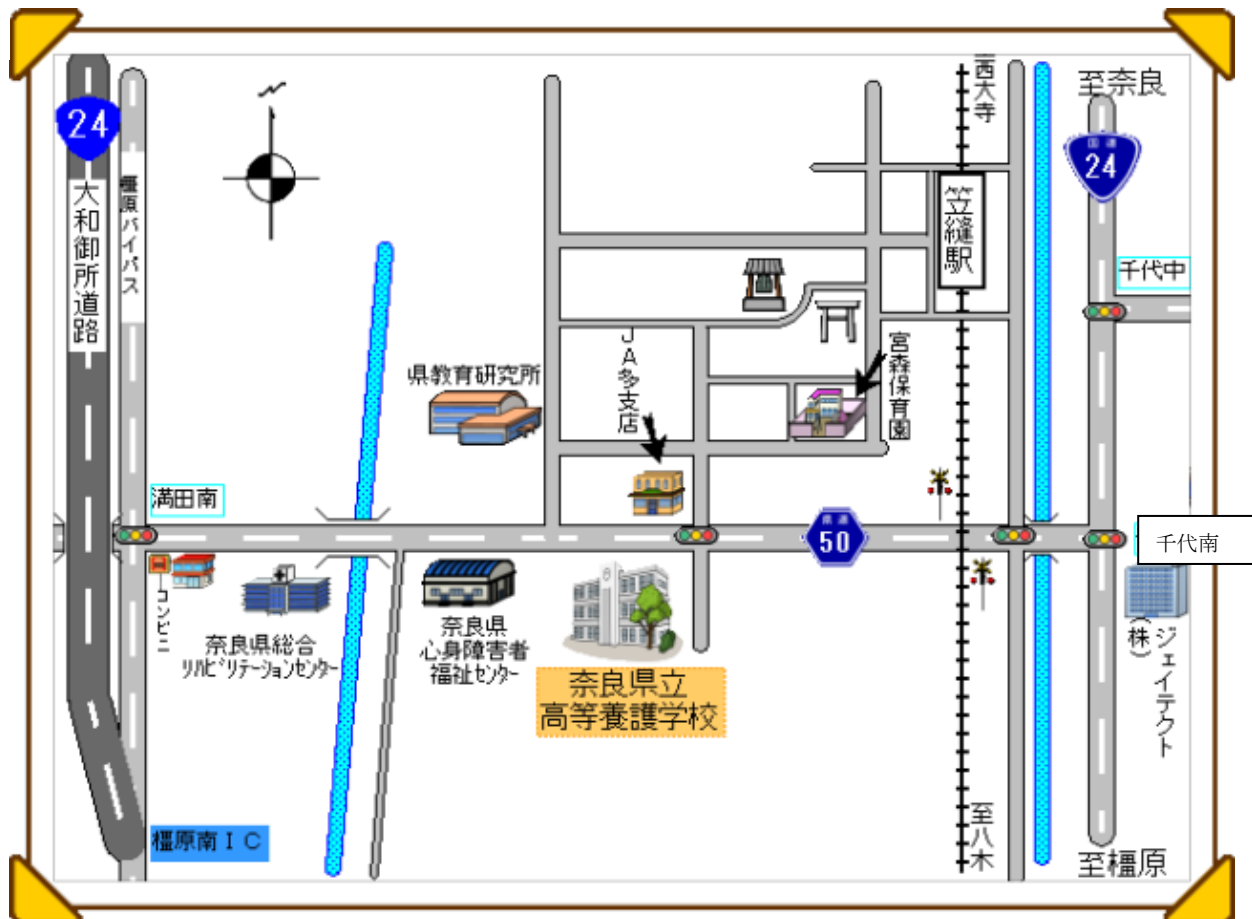 24
大和御所道路
橿原バイパス
西大寺
至奈良
国道
24
笠縫駅
千代中
県教育研究所
JA多支店
宮森保育園
満田南
県道
50
千代南
コンビニ
奈良県総合
リハビリテーションセンター
奈良県
心身障害者
福祉センター
奈良県立
高等養護学校
(株)
ジェイテクト
橿原南IC
至八木
至橿原